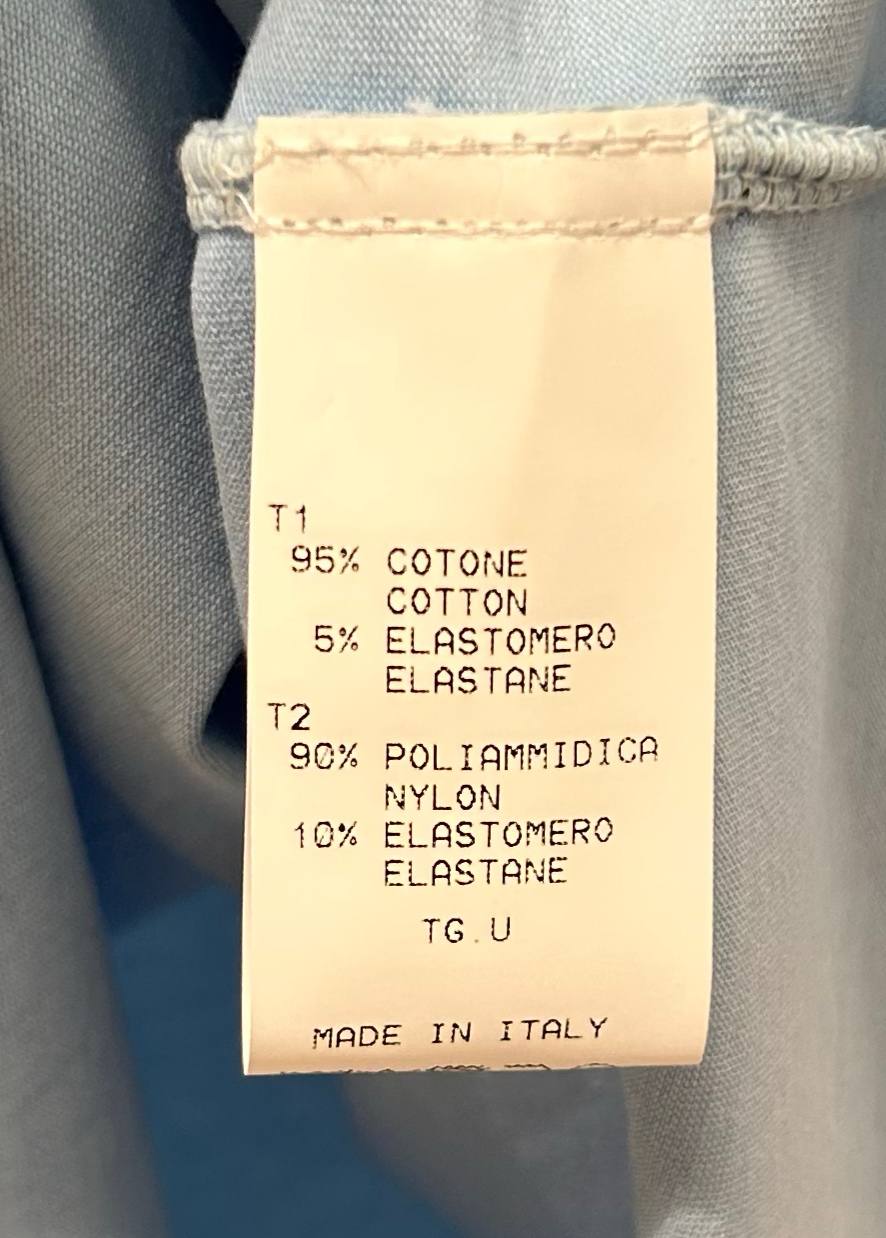 T1
95% COTONE
COTTON
5% ELASTOMERO
ELASTANE
T2
90% POLIAMMIDICA
NYLON
10% ELASTOMERO
ELASTANE
TG.U
MADE IN ITALY